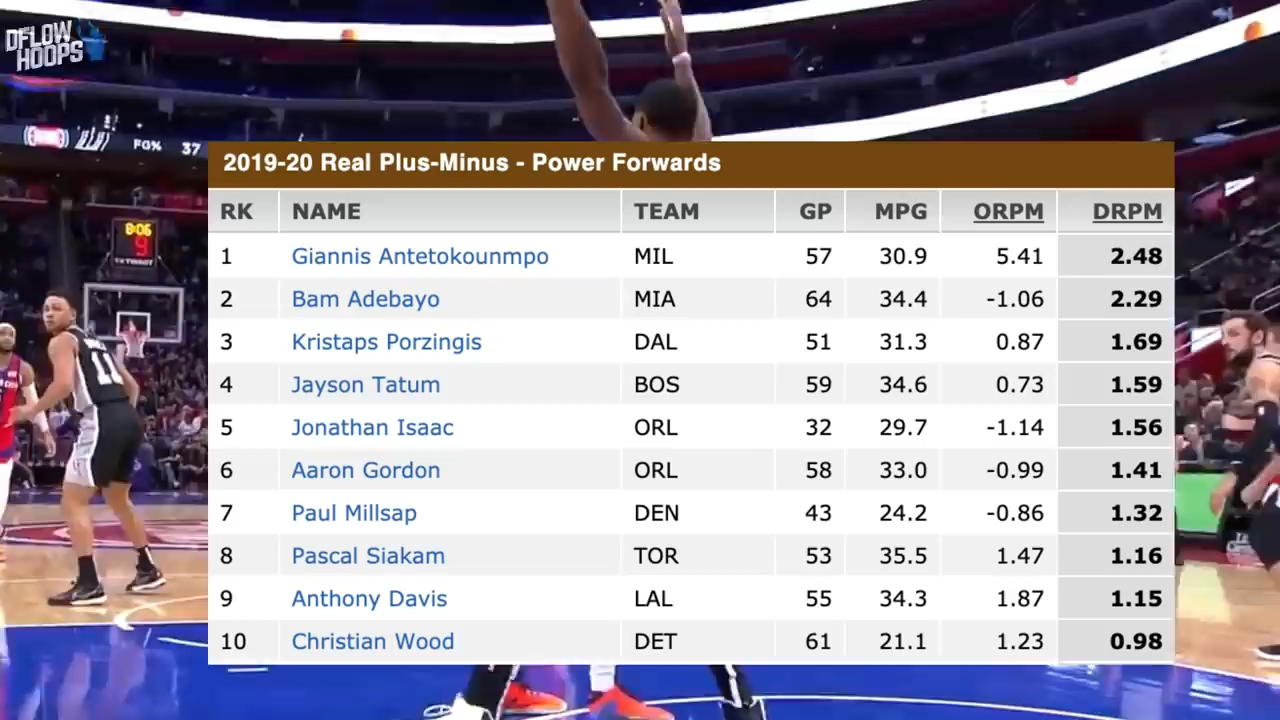 DFLOW
HOOPS
FG% 37
8:06
9
TISSOT
11
2019-20 Real Plus-Minus - Power Forwards
RK NAME TEAM GP MPG ORPM DRPM
1 Giannis Antetokounmpo MIL 57 30.9 5.41 2.48
2 Bam Adebayo MIA 64 34.4 -1.06 2.29
3 Kristaps Porzingis DAL 51 31.3 0.87 1.69
4 Jayson Tatum BOS 59 34.6 0.73 1.59
5 Jonathan Isaac ORL 32 29.7 -1.14 1.56
6 Aaron Gordon ORL 58 33.0 -0.99 1.41
7 Paul Millsap DEN 43 24.2 -0.86 1.32
8 Pascal Siakam TOR 53 35.5 1.47 1.16
9 Anthony Davis LAL 55 34.3 1.87 1.15
10 Christian Wood DET 61 21.1 1.23 0.98